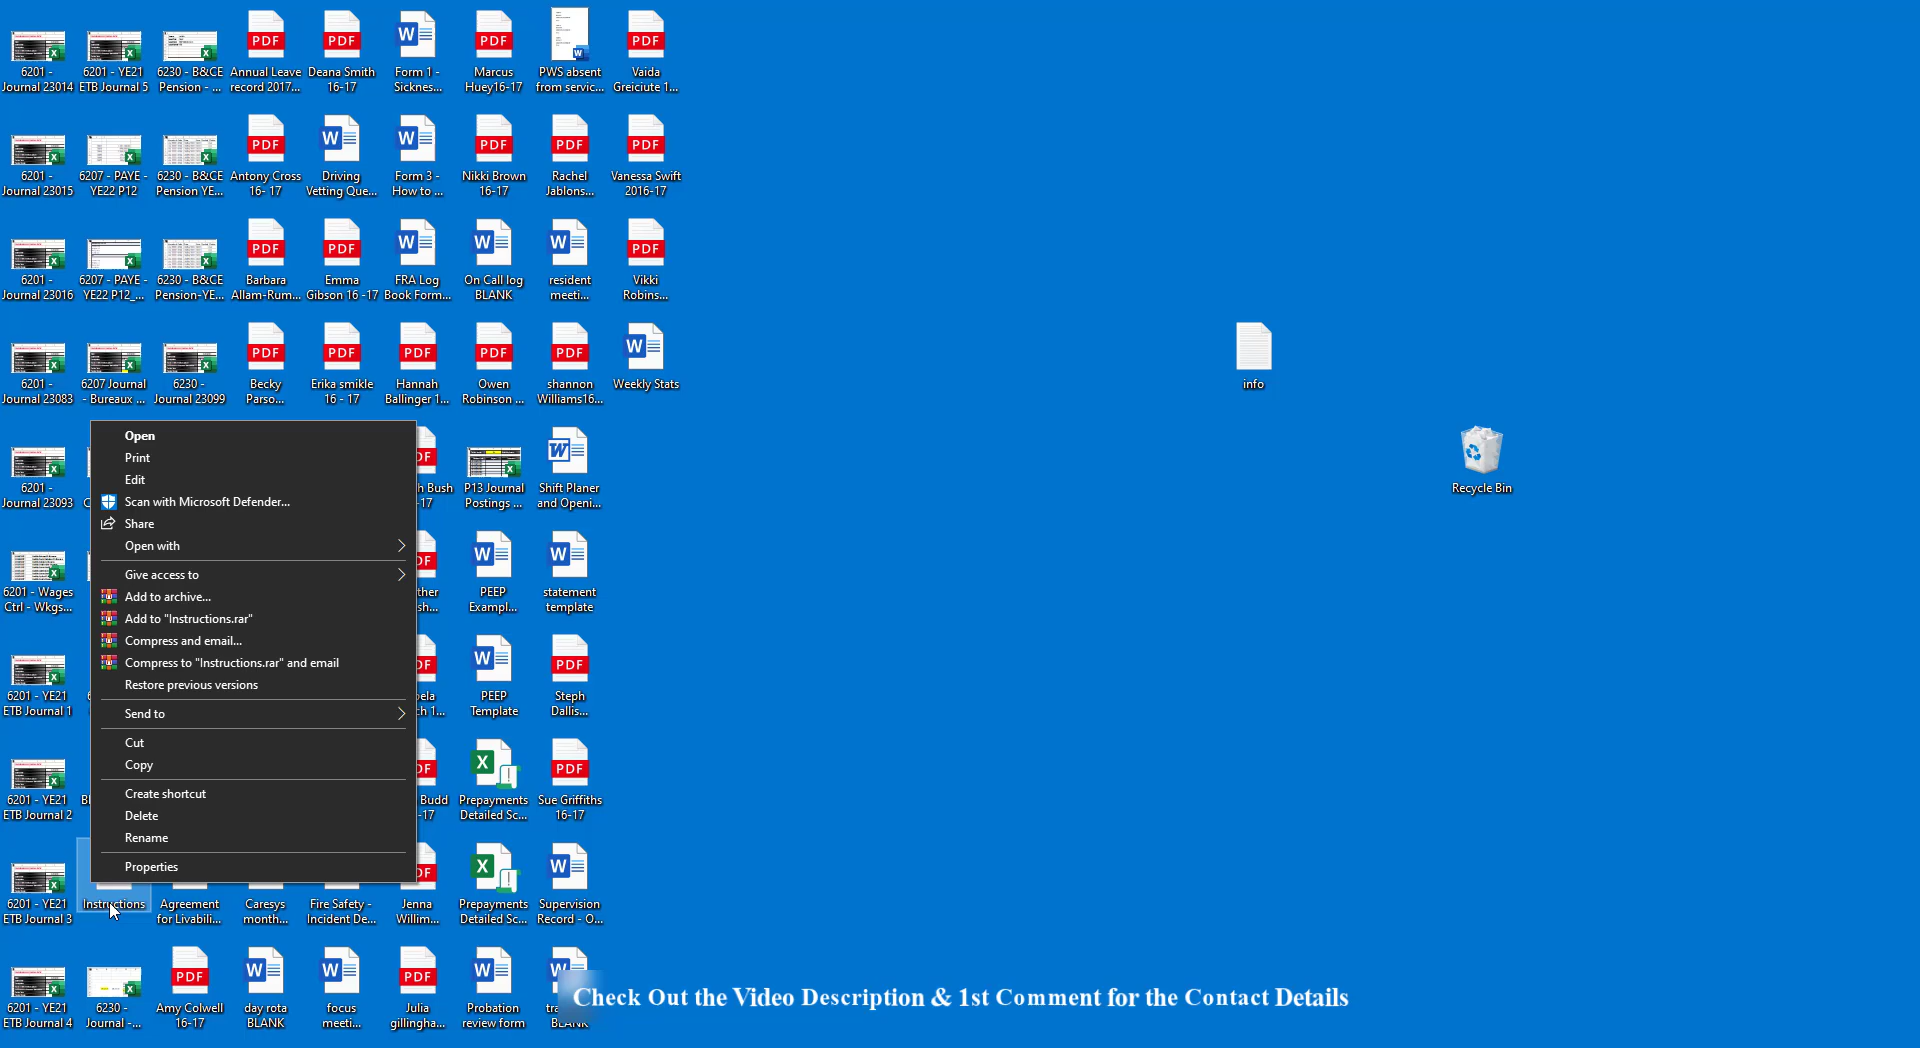 6201 -
Journal 23014
6201 - YE21
ETB Journal 5
6230 - B&CE
Pension - ...
Annual Leave
record 2017...
Deana Smith
16-17
Form 1 -
Sicknes...
Marcus
Huey16-17
PWS absent
from servic...
Vaida
Greiciute 1...
6201 -
Journal 23015
6207 - PAYE -
YE22 P12
6230 - B&CE
Pension YE...
Antony Cross
16- 17
Driving
Vetting Que...
Form 3 -
How to ...
Nikki Brown
16-17
Rachel
Jablons...
Vanessa Swift
2016-17
6201 -
Journal 23016
6207 - PAYE -
YE22 P12_...
6230 - B&CE
Pension-YE...
Barbara
Allam-Rum...
Emma
Gibson 16 -17
FRA Log
Book Form...
On Call log
BLANK
resident
meeti...
Vikki
Robins...
6201 -
Journal 23083
6207 Journal
- Bureaux ...
6230 -
Journal 23099
Becky
Parso...
Erika smikle
16 - 17
Hannah
Ballinger 1...
Owen
Robinson ...
shannon
Williams16...
Weekly Stats
info
Recycle Bin
6201 -
Journal 23093
h Bush
-17
P13 Journal
Postings ...
Shift Planer
and Openi...
6201 - Wages
Ctrl - Wkgs...
ther
sh...
PEEP
Exampl...
statement
template
6201 - YE21
ETB Journal 1
ela
ch 1...
PEEP
Template
Steph
Dallis...
6201 - YE21
ETB Journal 2
Budd
-17
Prepayments
Detailed Sc...
Sue Griffiths
16-17
Open
Print
Edit
Scan with Microsoft Defender...
Share
Open with
Give access to
Add to archive...
Add to "Instructions.rar"
Compress and email...
Compress to "Instructions.rar" and email
Restore previous versions
Send to
Cut
Copy
Create shortcut
Delete
Rename
Properties
6201 - YE21
ETB Journal 3
Instructions
Agreement
for Livabili...
Caresys
month...
Fire Safety -
Incident De...
Jenna
Willim...
Prepayments
Detailed Sc...
Supervision
Record - O...
6201 - YE21
ETB Journal 4
6230 -
Journal -...
Amy Colwell
16-17
day rota
BLANK
focus
meeti...
Julia
gillingha...
Probation
review form
tra
BLANK
Check Out the Video Description & 1st Comment for the Contact Details